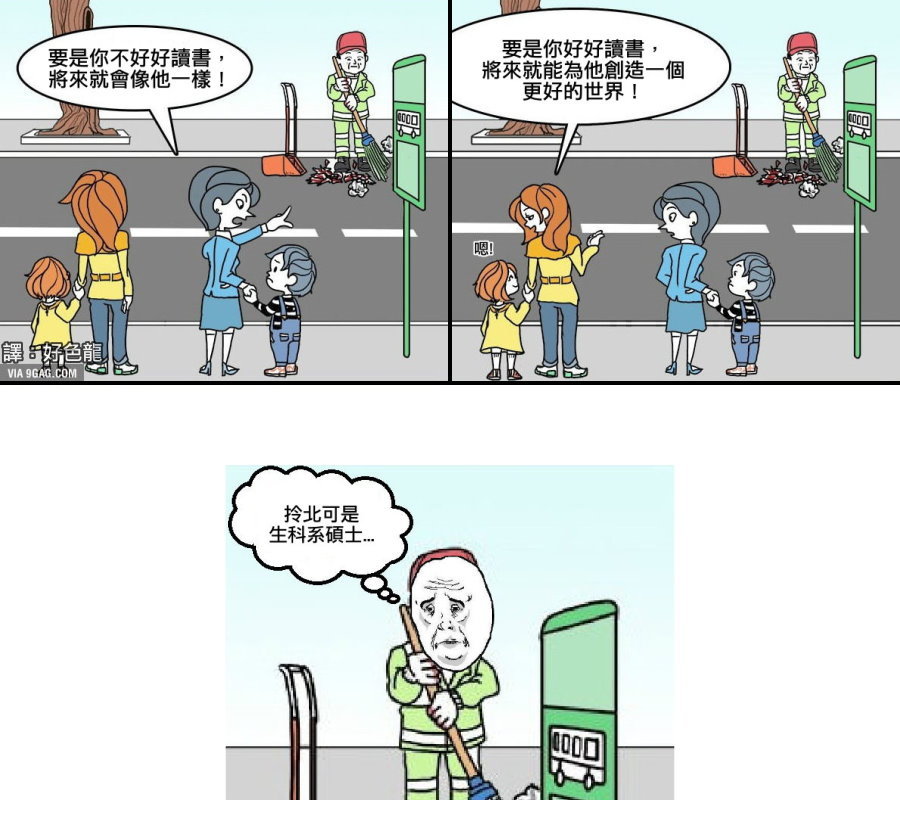 要是你不好好讀書，
將來就會像他一樣！
要是你好好讀書，
將來就能為他創造一個
更好的世界！
嗯!
譯：好色龍
VIA 9GAG.COM
拎北可是
生科系碩士...